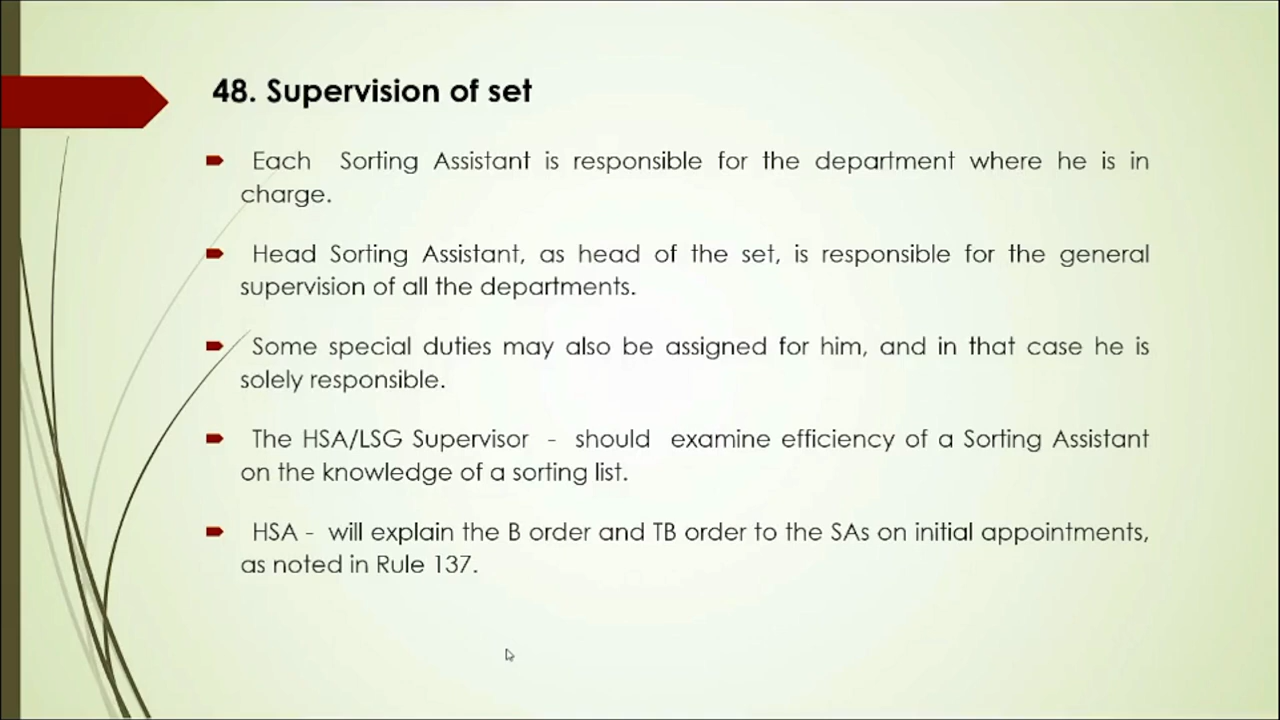 48. Supervision of set
Each Sorting Assistant is responsible for the department where he is in
charge.
Head Sorting Assistant, as head of the set, is responsible for the general
supervision of all the departments.
Some special duties may also be assigned for him, and in that case he is
solely responsible.
The HSA/LSG Supervisor - should examine efficiency of a Sorting Assistant
on the knowledge of a sorting list.
HSA - will explain the B order and TB order to the SAs on initial appointments,
as noted in Rule 137.